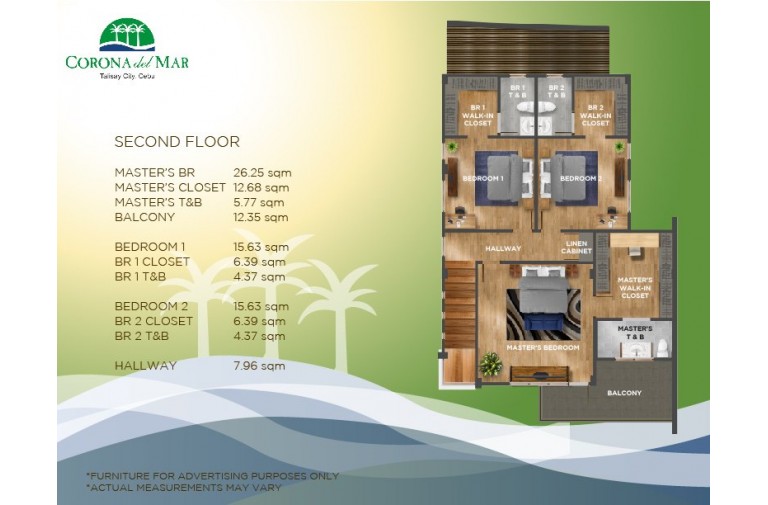 CORONA del MAR
Talisay City, Cebu
SECOND FLOOR
MASTER'S BR 26.25 sqm
MASTER'S CLOSET 12.68 sqm
MASTER'S T&B 5.77 sqm
BALCONY 12.35 sqm
BEDROOM 1 15.63 sqm
BR 1 CLOSET 6.39 sqm
BR 1 T&B 4.37 sqm
BEDROOM 2 15.63 sqm
BR 2 CLOSET 6.39 sqm
BR 2 T&B 4.37 sqm
HALLWAY 7.96 sqm
*FURNITURE FOR ADVERTISING PURPOSES ONLY
*ACTUAL MEASUREMENTS MAY VARY
BR 1
T & B
BR 2
T & B
BR 1
WALK-IN
CLOSET
BR 2
WALK-IN
CLOSET
BEDROOM 1
BEDROOM 2
HALLWAY
LINEN
CABINET
MASTER'S
WALK-IN
CLOSET
MASTER'S
T & B
MASTER'S BEDROOM
BALCONY